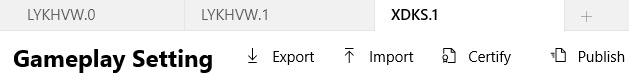 LYKHVW.0 LYKHVW.1 XDKS.1 +
Gameplay Setting Export Import Certify Publish